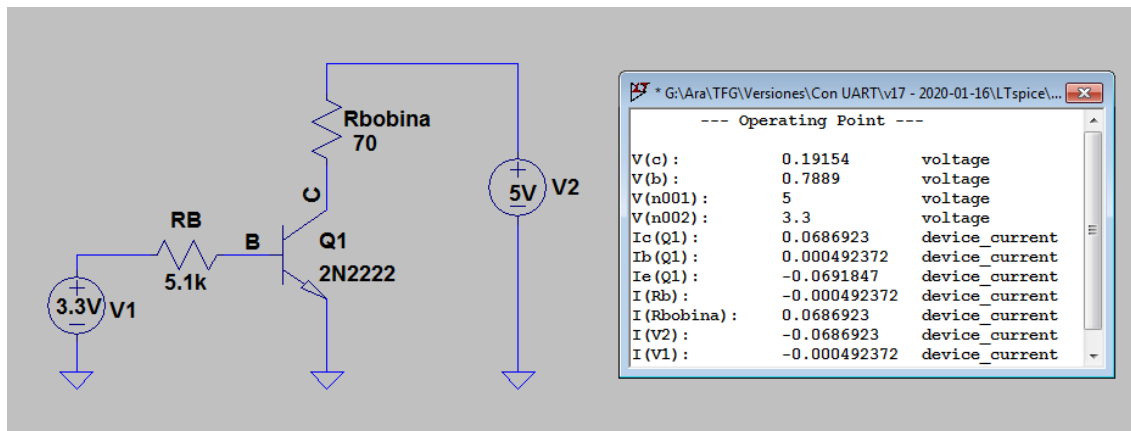 Rbobina
70
C
5V
V2
RB
B
Q1
5.1k
2N2222
3.3V
V1
* G:\Ara\TFG\Versiones\Con UART\v17 - 2020-01-16\LTspice\...
--- Operating Point ---
V(c): 0.19154 voltage
V(b): 0.7889 voltage
V(n001): 5 voltage
V(n002): 3.3 voltage
Ic(Q1): 0.0686923 device_current
Ib(Q1): 0.000492372 device_current
Ie(Q1): -0.0691847 device_current
I(Rb): -0.000492372 device_current
I(Rbobina): 0.0686923 device_current
I(V2): -0.0686923 device_current
I(V1): -0.000492372 device_current